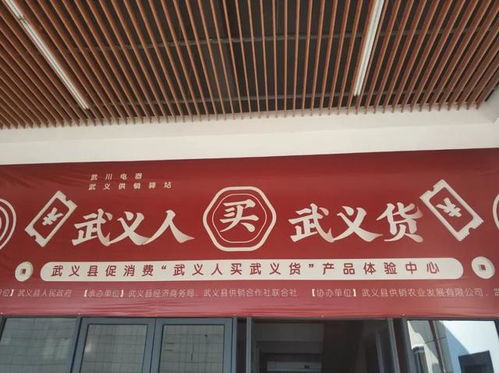 武川电器
武义供销驿站
武义人 买 武义货
武义县促消费“武义人买武义货”产品体验中心
单位】武义县人民政府 【承办单位】武义县经济商务局、武义县供销合作社联合社 【协办单位】武义县供销农业发展有限公司、